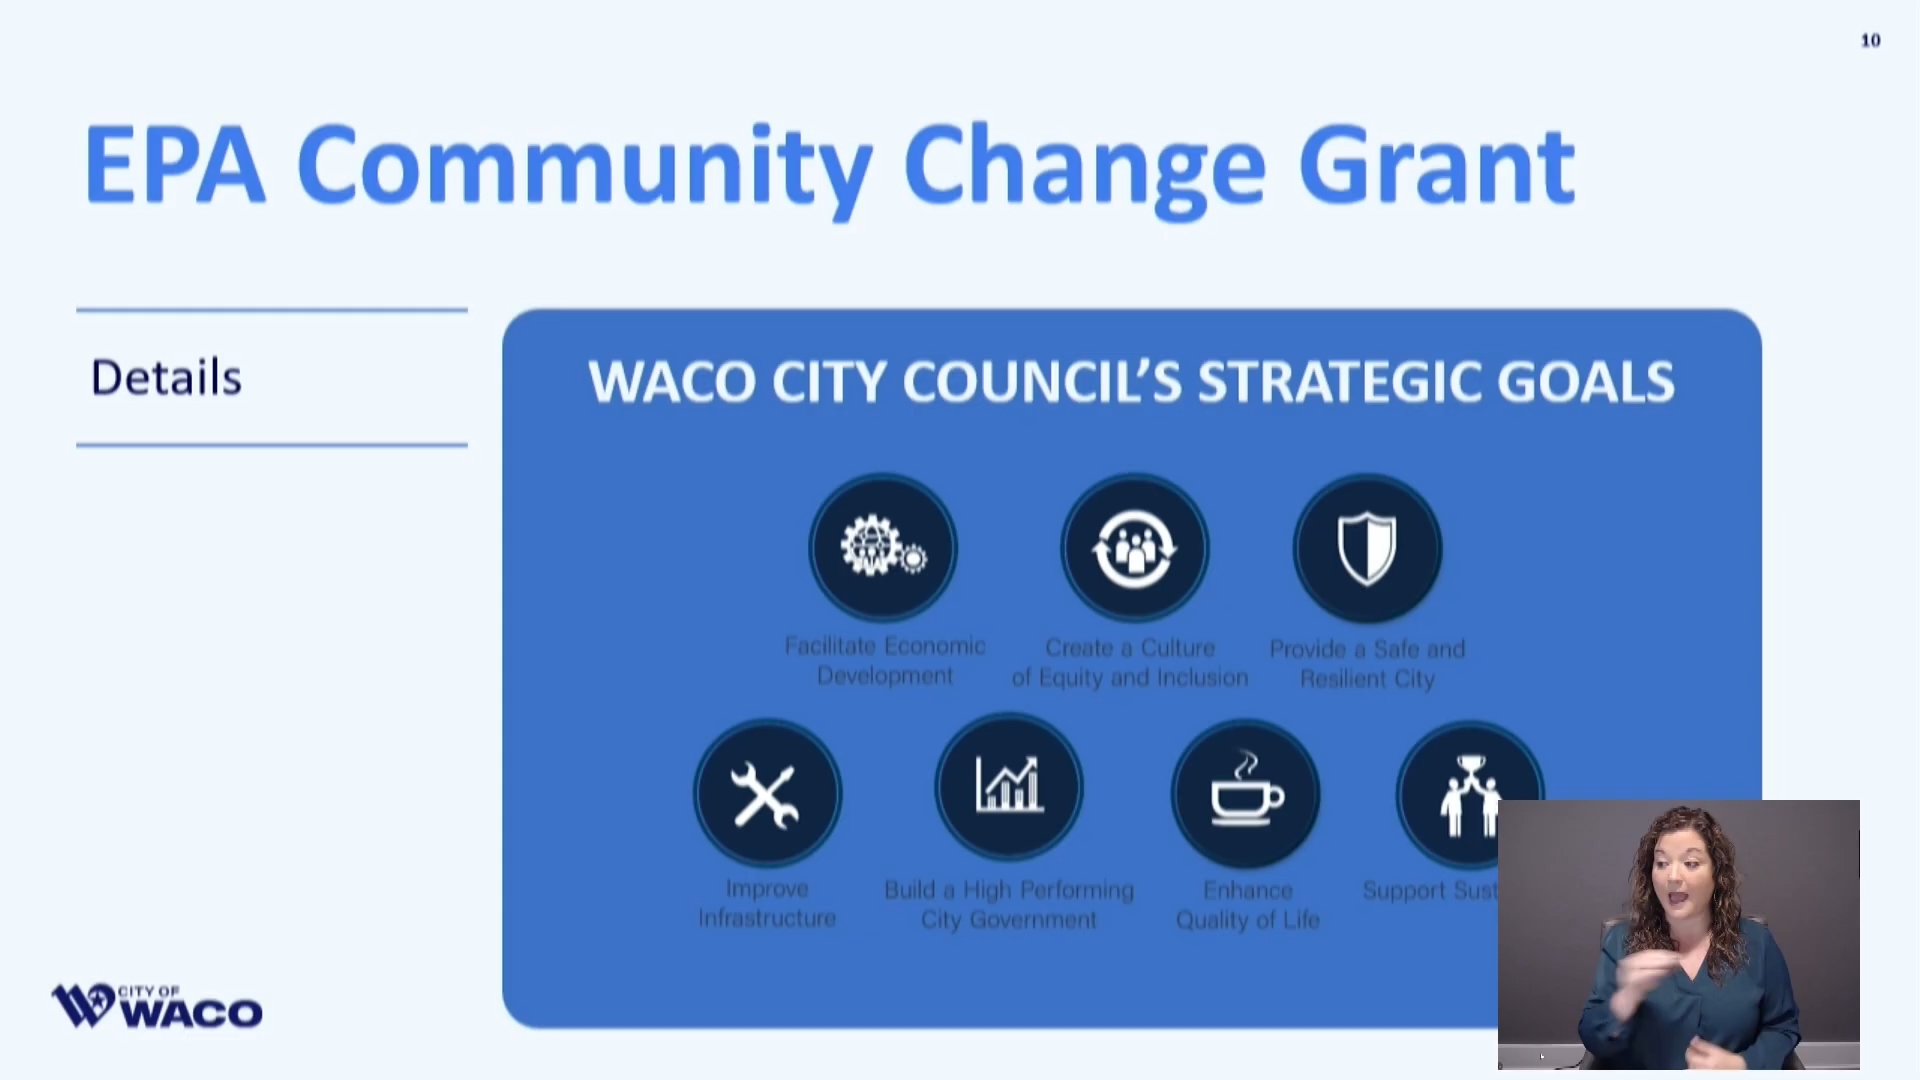 10
EPA Community Change Grant
Details
WACO CITY COUNCIL'S STRATEGIC GOALS
Facilitate Economic
Development
Create a Culture
of Equity and Inclusion
Provide a Safe and
Resilient City
Improve
Infrastructure
Build a High Performing
City Government
Enhance
Quality of Life
Support
CITY OF
WACO